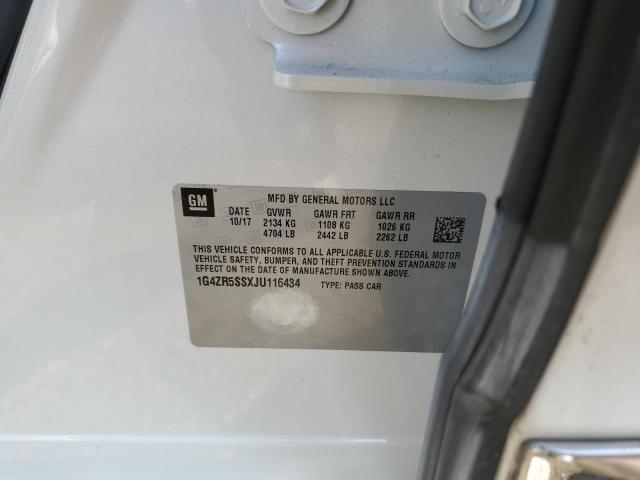 GM
MFD BY GENERAL MOTORS LLC
DATE GVWR GAWR FRT GAWR RR
10/17 2134 KG 1108 KG 1026 KG
4704 LB 2442 LB 2262 LB
THIS VEHICLE CONFORMS TO ALL APPLICABLE U.S. FEDERAL MOTOR
VEHICLE SAFETY, BUMPER, AND THEFT PREVENTION STANDARDS
IN EFFECT ON THE DATE OF MANUFACTURE SHOWN ABOVE.
1G4ZR5SSXJU116434 TYPE: PASS CAR